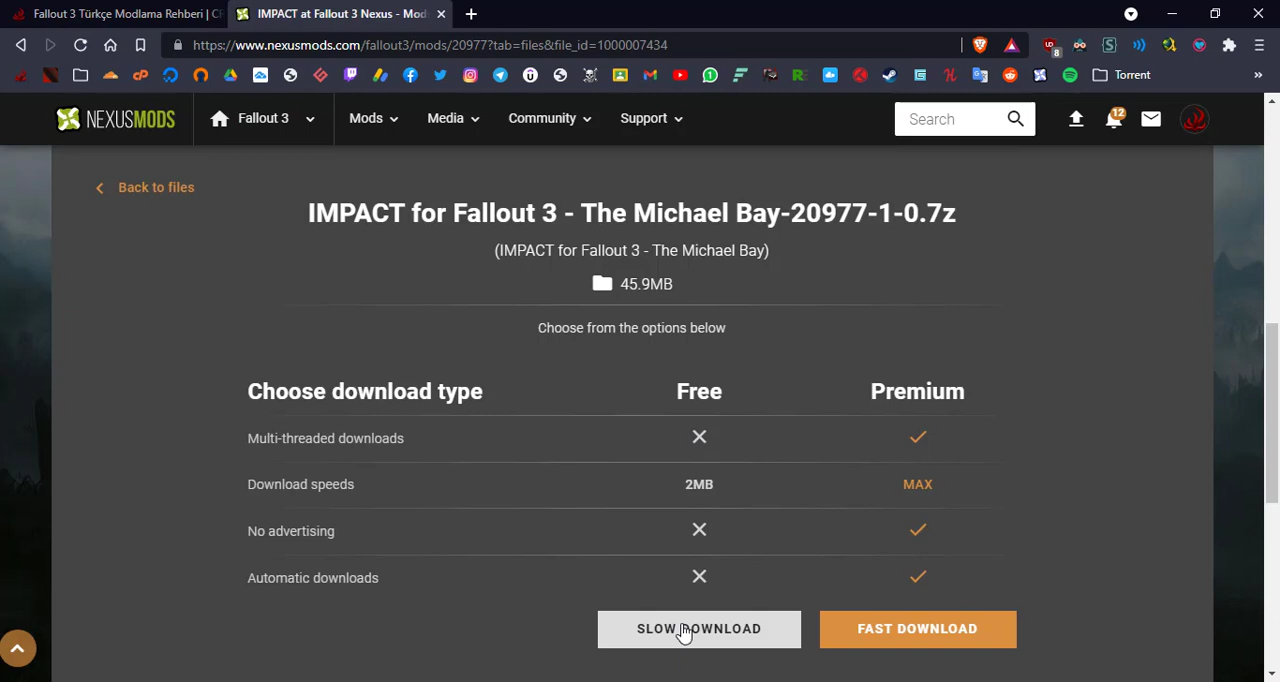 Fallout 3 Türkçe Modlama Rehberi | CF
IMPACT at Fallout 3 Nexus - Mod
https://www.nexusmods.com/fallout3/mods/20977?tab=files&file_id=1000007434
8
Torrent
NEXUSMODS
Fallout 3
Mods
Media
Community
Support
Search
12
Back to files
IMPACT for Fallout 3 - The Michael Bay-20977-1-0.7z
(IMPACT for Fallout 3 - The Michael Bay)
45.9MB
Choose from the options below
Choose download type Free Premium
Multi-threaded downloads
Download speeds 2MB MAX
No advertising
Automatic downloads
SLOW DOWNLOAD FAST DOWNLOAD